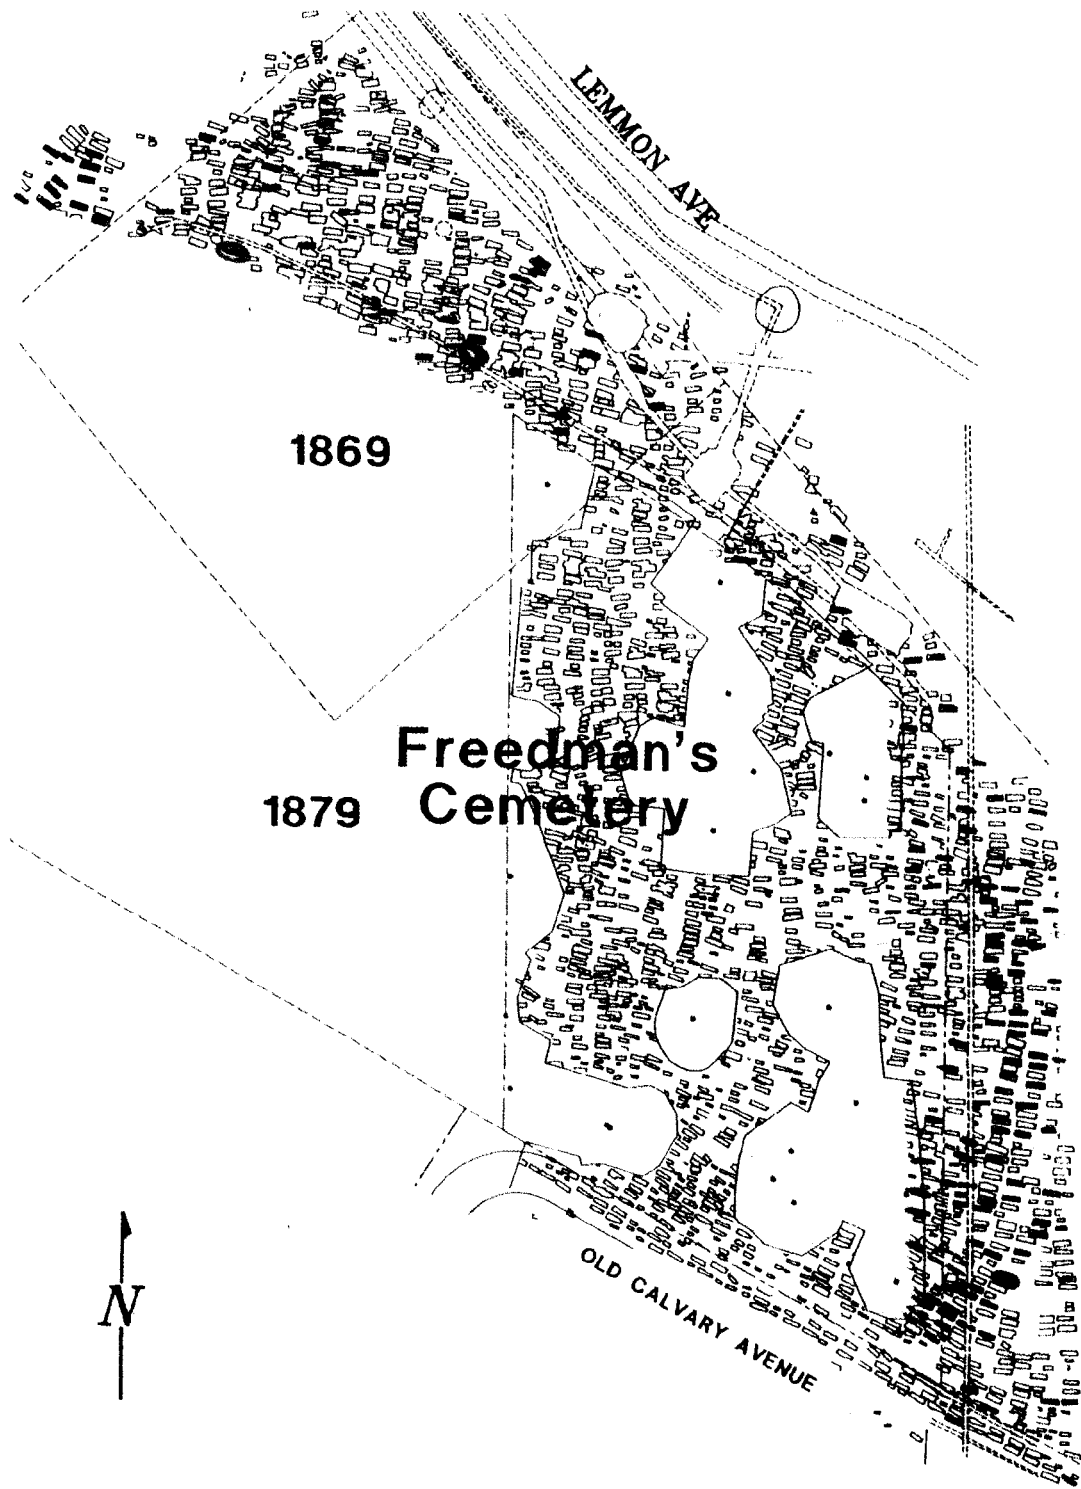 LEMMON AVE
1869
Freedman's
Cemetery
1879
N
OLD CALVARY AVENUE